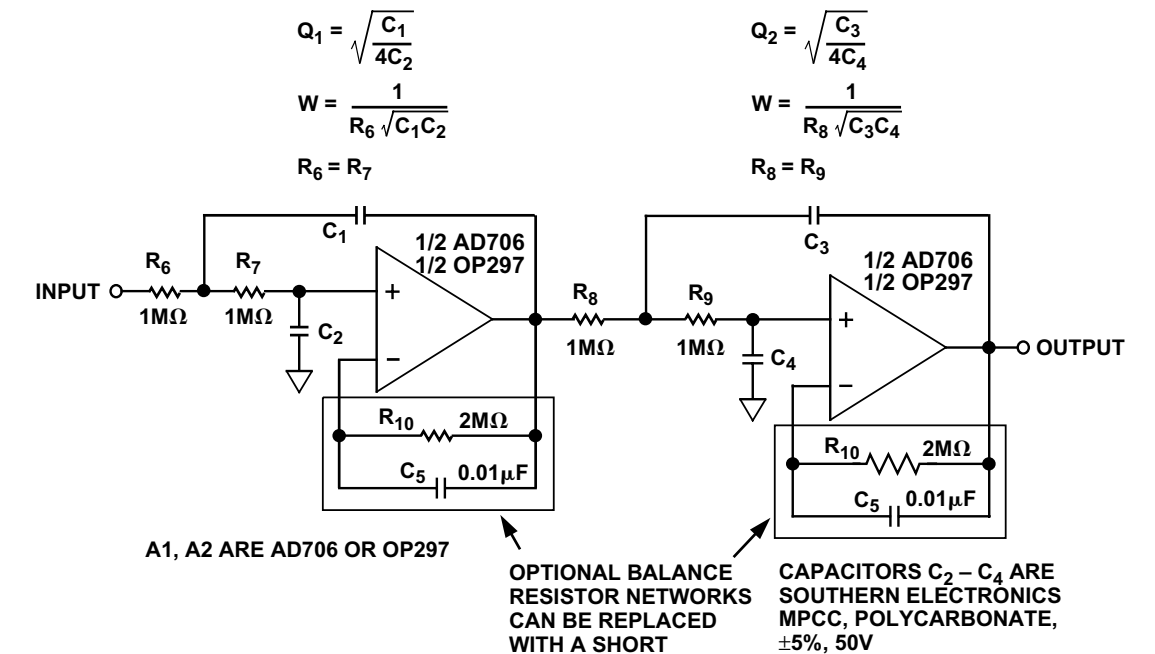 Q1 = √C1/4C2
W = 1/R6 √C1C2
R6 = R7
Q2 = √C3/4C4
W = 1/R8 √C3C4
R8 = R9
INPUT
R6
1MΩ
R7
1MΩ
C1
C2
1/2 AD706
1/2 OP297
+
−
R10 2MΩ
C5 0.01μF
R8
1MΩ
R9
1MΩ
C3
C4
1/2 AD706
1/2 OP297
+
−
OUTPUT
R10 2MΩ
C5 0.01μF
A1, A2 ARE AD706 OR OP297
OPTIONAL BALANCE
RESISTOR NETWORKS
CAN BE REPLACED
WITH A SHORT
CAPACITORS C2 – C4 ARE
SOUTHERN ELECTRONICS
MPCC, POLYCARBONATE,
±5%, 50V